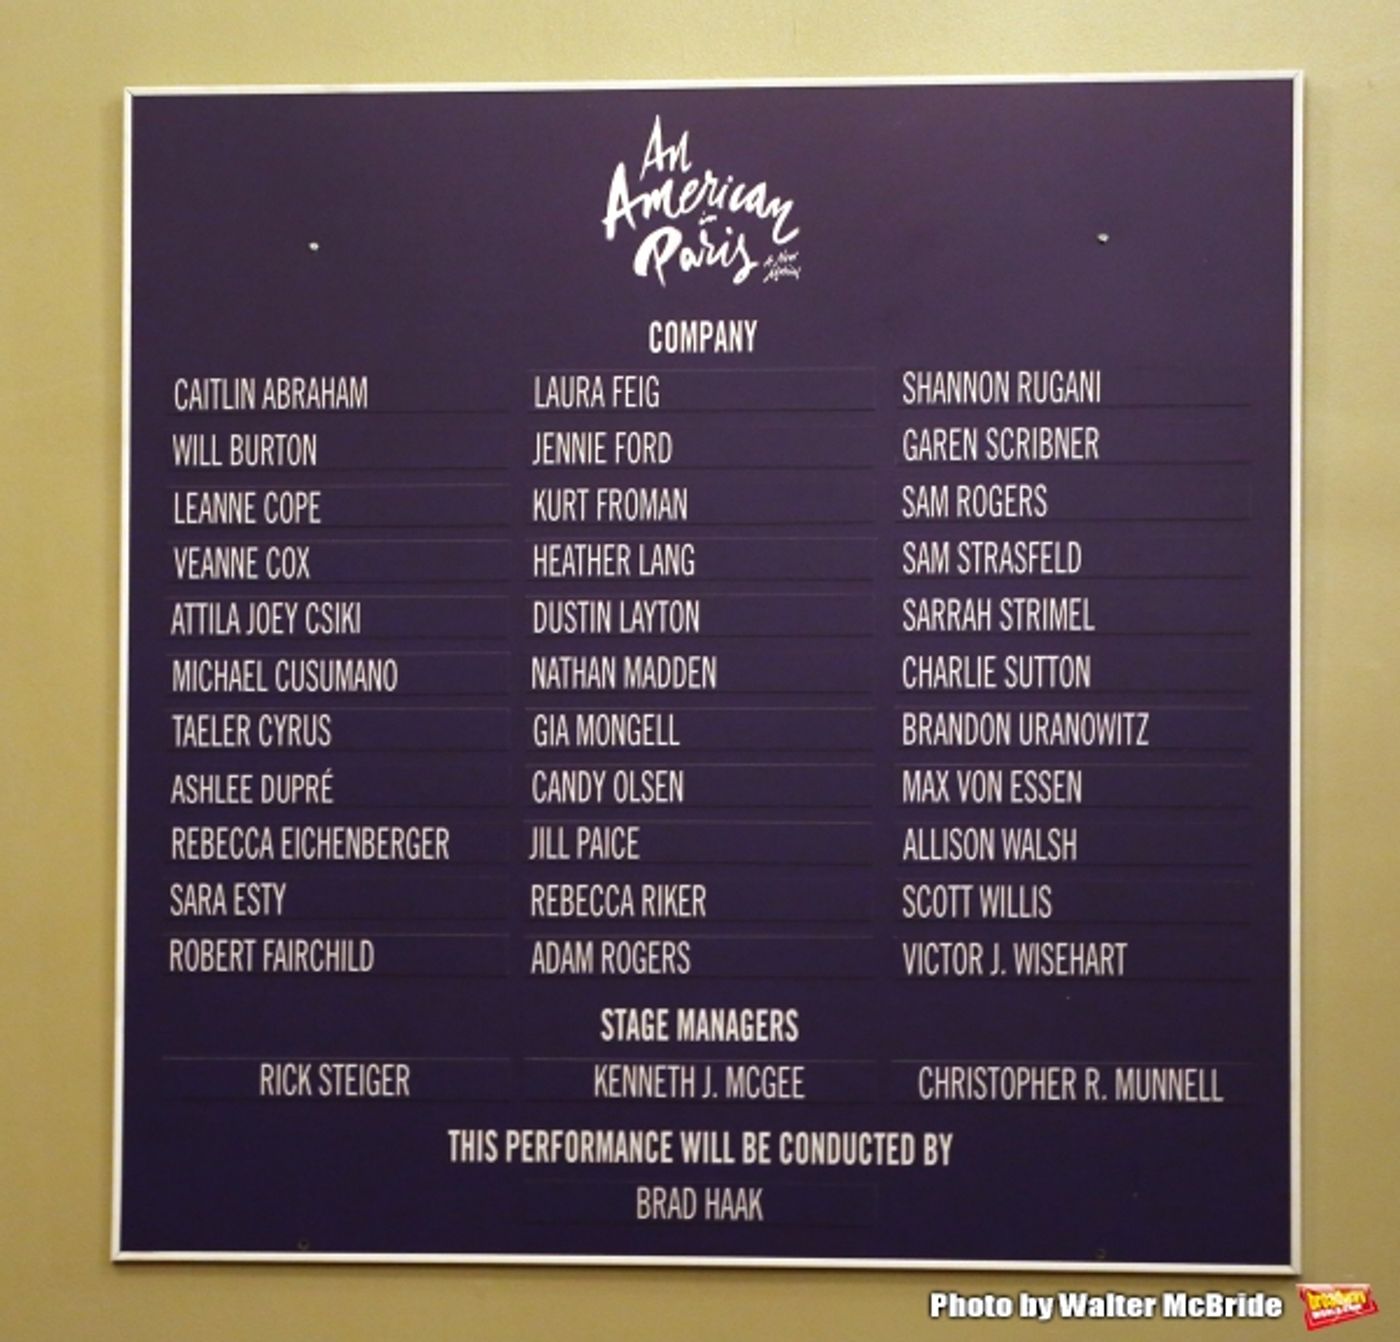 An
American
in
Paris
A New
Musical
COMPANY
CAITLIN ABRAHAM
WILL BURTON
LEANNE COPE
VEANNE COX
ATTILA JOEY CSIKI
MICHAEL CUSUMANO
TAELER CYRUS
ASHLEE DUPRÉ
REBECCA EICHENBERGER
SARA ESTY
ROBERT FAIRCHILD
LAURA FEIG
JENNIE FORD
KURT FROMAN
HEATHER LANG
DUSTIN LAYTON
NATHAN MADDEN
GIA MONGELL
CANDY OLSEN
JILL PAICE
REBECCA RIKER
ADAM ROGERS
SHANNON RUGANI
GAREN SCRIBNER
SAM ROGERS
SAM STRASFELD
SARRAH STRIMEL
CHARLIE SUTTON
BRANDON URANOWITZ
MAX VON ESSEN
ALLISON WALSH
SCOTT WILLIS
VICTOR J. WISEHART
STAGE MANAGERS
RICK STEIGER
KENNETH J. MCGEE
CHRISTOPHER R. MUNNELL
THIS PERFORMANCE WILL BE CONDUCTED BY
BRAD HAAK
Photo by Walter McBride
broadway
world.com